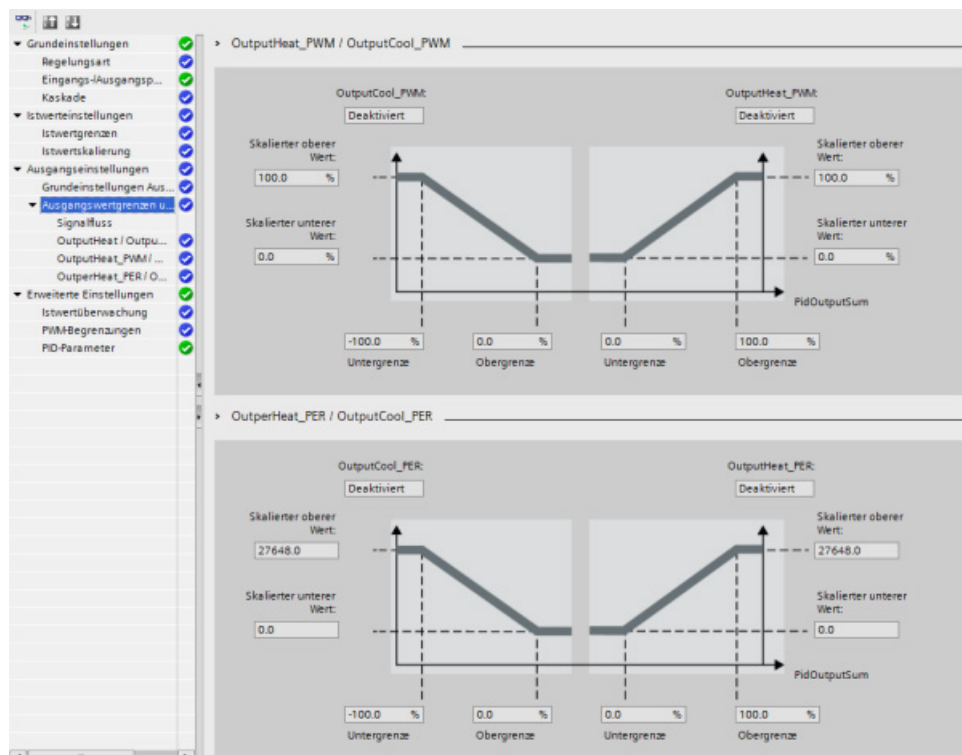 Grundeinstellungen
Regelungsart
Eingangs-/Ausgangsp...
Kaskade
Istwerteinstellungen
Istwertgrenzen
Istwertskalierung
Ausgangseinstellungen
Grundeinstellungen Aus...
Ausgangswertgrenzen u...
Signalfluss
OutputHeat / Outpu...
OutputHeat_PWM / ...
OutperHeat_PER / O...
Erweiterte Einstellungen
Istwertüberwachung
PWM-Begrenzungen
PID-Parameter
OutputHeat_PWM / OutputCool_PWM
OutputCool_PWM:
OutputHeat_PWM:
Deaktiviert
Deaktiviert
Skalierter oberer
Wert:
Skalierter oberer
Wert:
100.0 %
100.0 %
Skalierter unterer
Wert:
Skalierter unterer
Wert:
0.0 %
0.0 %
PidOutputSum
-100.0 %
0.0 %
0.0 %
100.0 %
Untergrenze
Obergrenze
Untergrenze
Obergrenze
OutperHeat_PER / OutputCool_PER
OutputCool_PER:
OutputHeat_PER:
Deaktiviert
Deaktiviert
Skalierter oberer
Wert:
Skalierter oberer
Wert:
27648.0
27648.0
Skalierter unterer
Wert:
Skalierter unterer
Wert:
0.0
0.0
PidOutputSum
-100.0 %
0.0 %
0.0 %
100.0 %
Untergrenze
Obergrenze
Untergrenze
Obergrenze